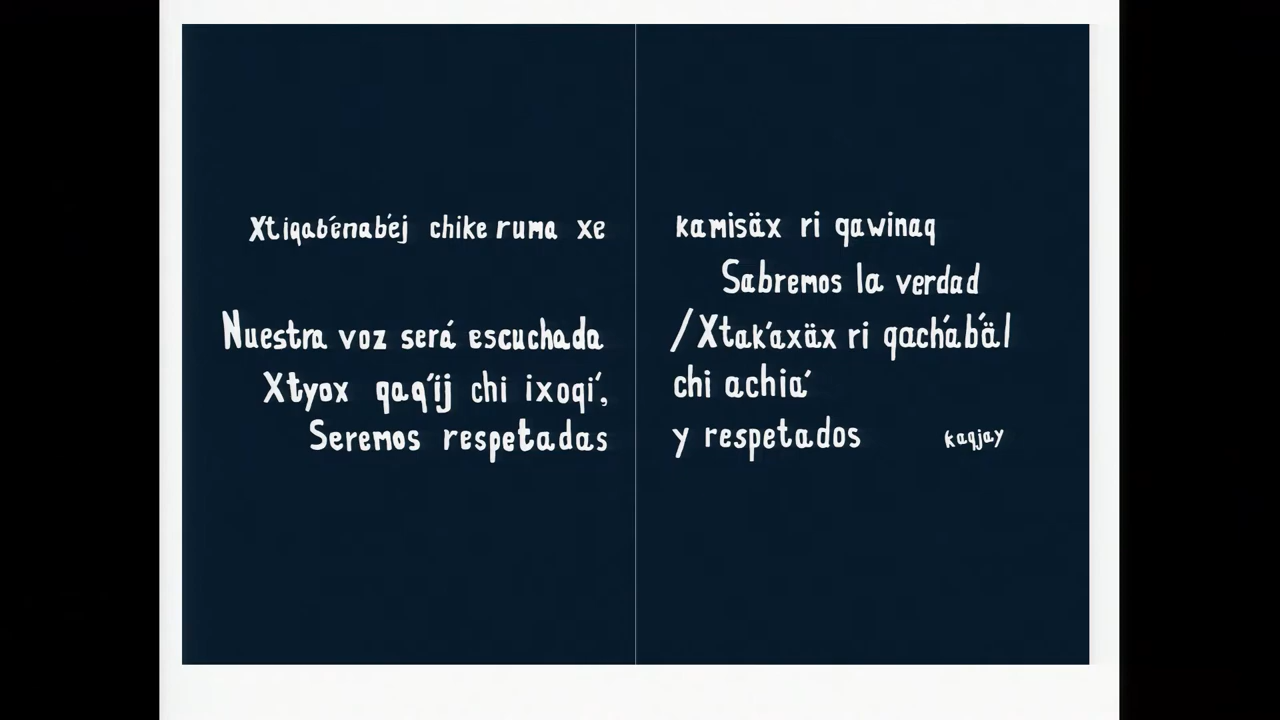 Xtiqab'enab'ej chike ruma xe kamisäx ri qawinaq
Sabremos la verdad
Nuestra voz será escuchada / Xtak'axäx ri qach'ab'äl
Xtyox qaq'ij chi ixoqi', chi achia'
Seremos respetadas y respetados
kaqjay